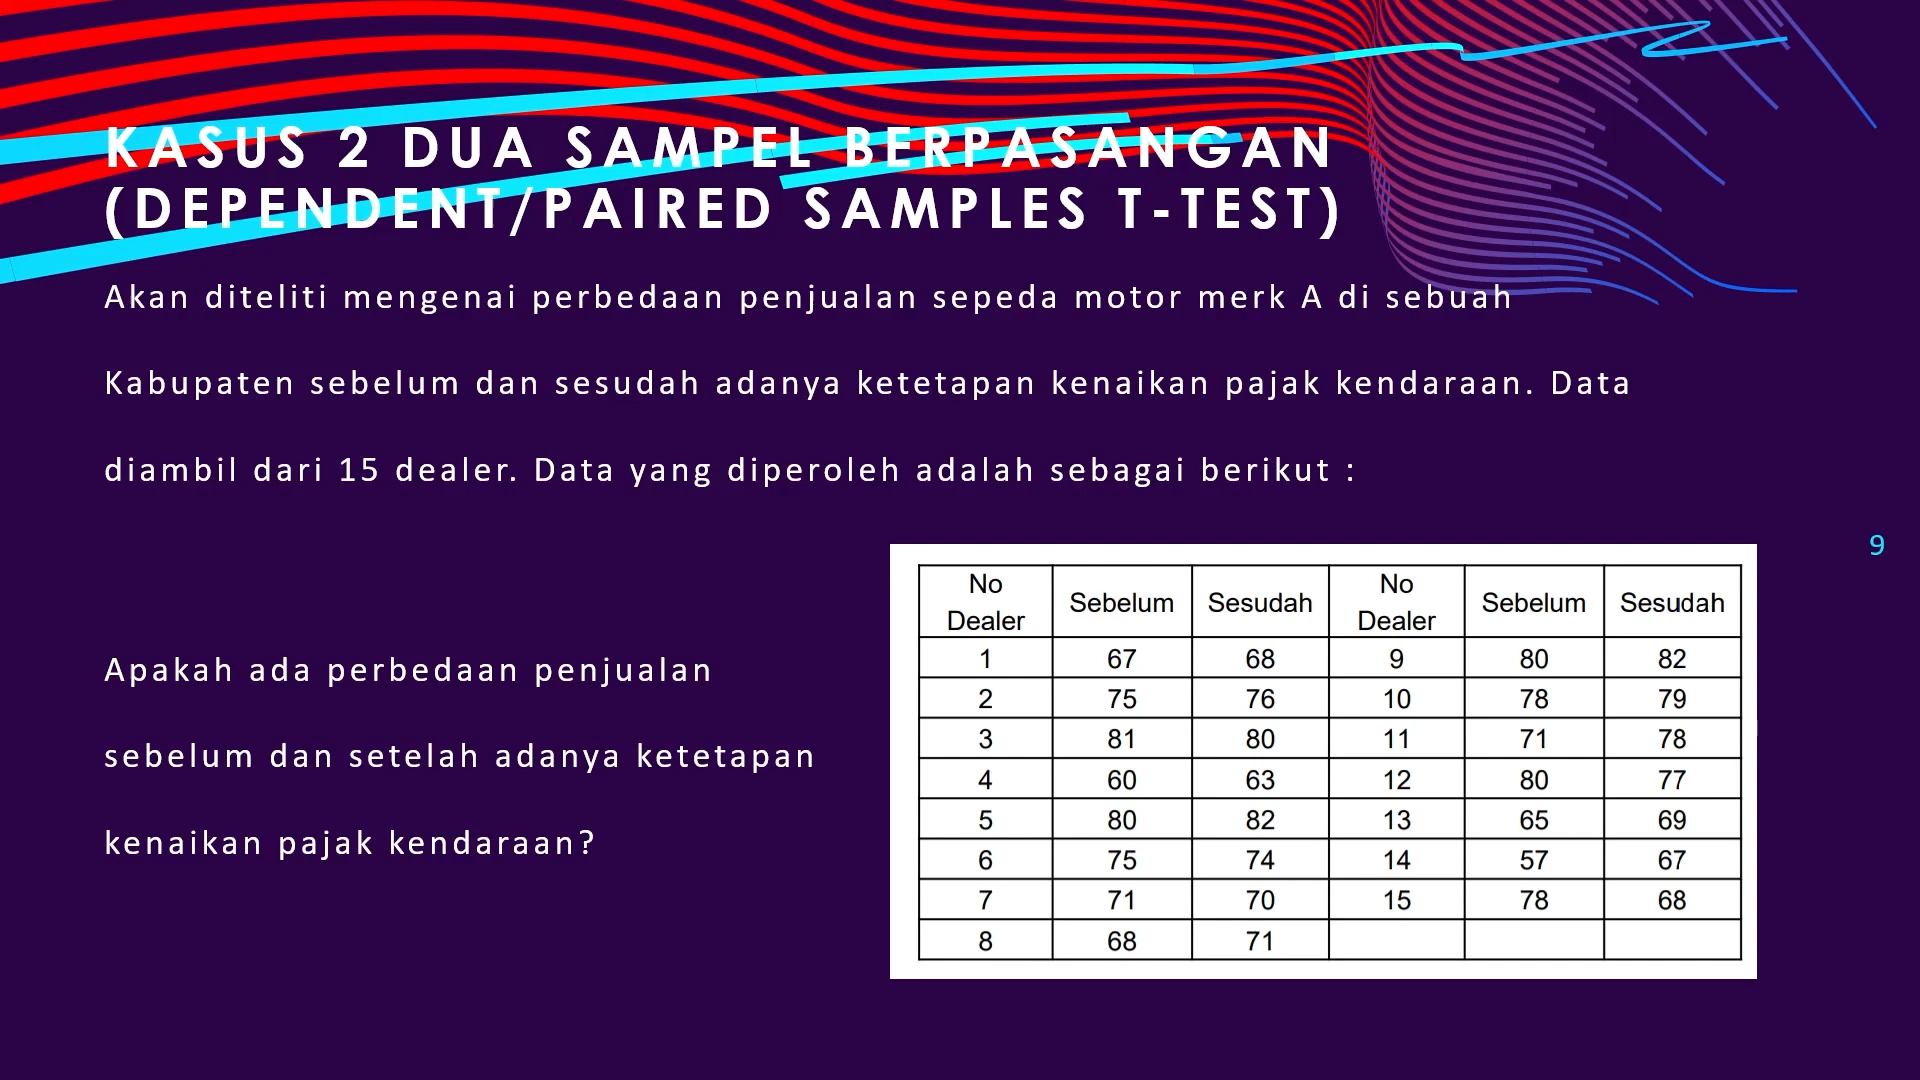 KASUS 2 DUA SAMPEL BERPASANGAN
(DEPENDENT/PAIRED SAMPLES T-TEST)
Akan diteliti mengenai perbedaan penjualan sepeda motor merk A di sebuah
Kabupaten sebelum dan sesudah adanya ketetapan kenaikan pajak kendaraan. Data
diambil dari 15 dealer. Data yang diperoleh adalah sebagai berikut :
9
Apakah ada perbedaan penjualan
sebelum dan setelah adanya ketetapan
kenaikan pajak kendaraan?
No Dealer Sebelum Sesudah No Dealer Sebelum Sesudah
1 67 68 9 80 82
2 75 76 10 78 79
3 81 80 11 71 78
4 60 63 12 80 77
5 80 82 13 65 69
6 75 74 14 57 67
7 71 70 15 78 68
8 68 71